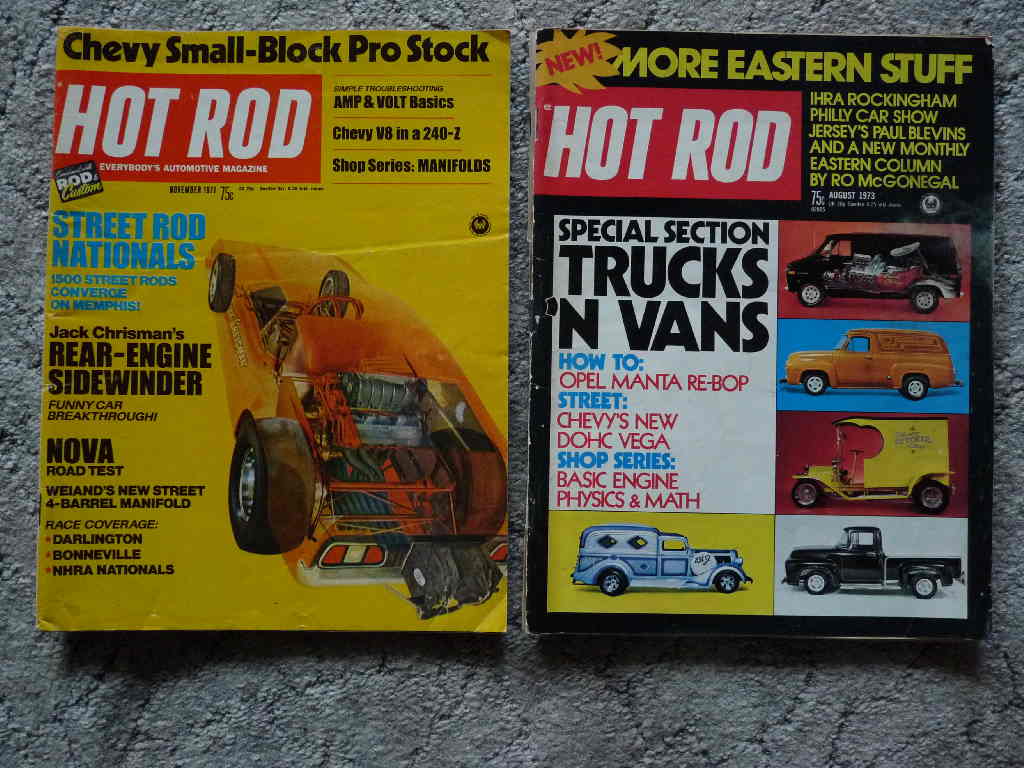 Chevy Small-Block Pro Stock
HOT ROD
EVERYBODY'S AUTOMOTIVE MAGAZINE
ROD &
Custom
SIMPLE TROUBLESHOOTING
AMP & VOLT Basics
Chevy V8 in a 240-Z
Shop Series: MANIFOLDS
NOVEMBER 1971 75¢
STREET ROD
NATIONALS
1500 STREET RODS
CONVERGE
ON MEMPHIS!
Jack Chrisman's
REAR-ENGINE
SIDEWINDER
FUNNY CAR
BREAKTHROUGH!
NOVA
ROAD TEST
WEIAND'S NEW STREET
4-BARREL MANIFOLD
RACE COVERAGE:
*DARLINGTON
*BONNEVILLE
*NHRA NATIONALS
NEW!
MORE EASTERN STUFF
HOT ROD
IHRA ROCKINGHAM
PHILLY CAR SHOW
JERSEY'S PAUL BLEVINS
AND A NEW MONTHLY
EASTERN COLUMN
BY RO McGONEGAL
75¢ AUGUST 1973
SPECIAL SECTION
TRUCKS
'N VANS
HOW TO:
OPEL MANTA RE-BOP
STREET:
CHEVY'S NEW
DOHC VEGA
SHOP SERIES:
BASIC ENGINE
PHYSICS & MATH